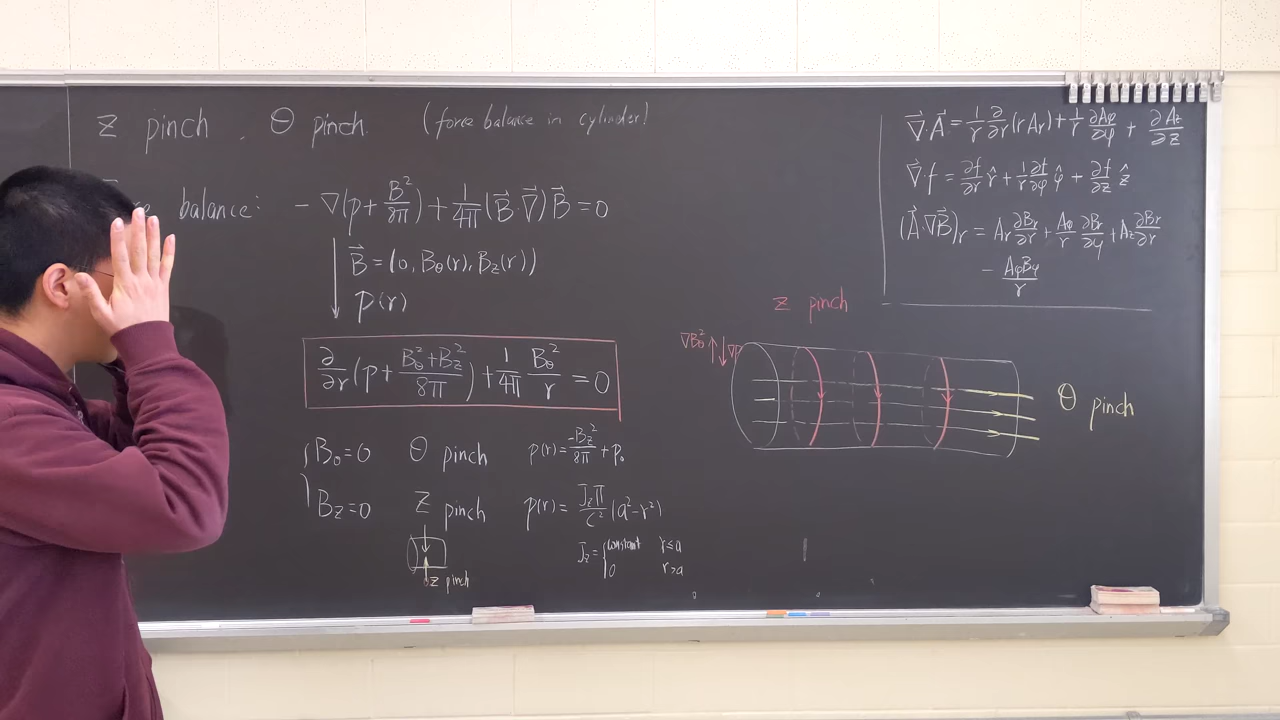 Z pinch. Θ pinch. (force balance in cylinder)
balance: -∇(p+B²/8π)+1/4π(B⃗·∇⃗)B⃗=0
B⃗=(0, Bθ(r), Bz(r))
p(r)
∂/∂r(p+(Bθ²+Bz²)/8π)+1/4π Bθ²/r=0
Bθ=0 Θ pinch p(r)=-Bz²/8π+p₀
Bz=0 Z pinch p(r)=Jz²π/c²(a²-r²)
Jz={constant r≤a
0 r>a
Z pinch
∇⃗·A⃗=1/r ∂/∂r(rAr)+1/r ∂Aφ/∂φ+∂Az/∂z
∇⃗f=∂f/∂r r̂+1/r ∂f/∂φ φ̂+∂f/∂z ẑ
(A⃗·∇B⃗)r=Ar ∂Br/∂r+Aφ/r ∂Br/∂φ+Az ∂Br/∂r
-AφBφ/r
Z pinch
∇Bθ² ↑↓
Θ pinch